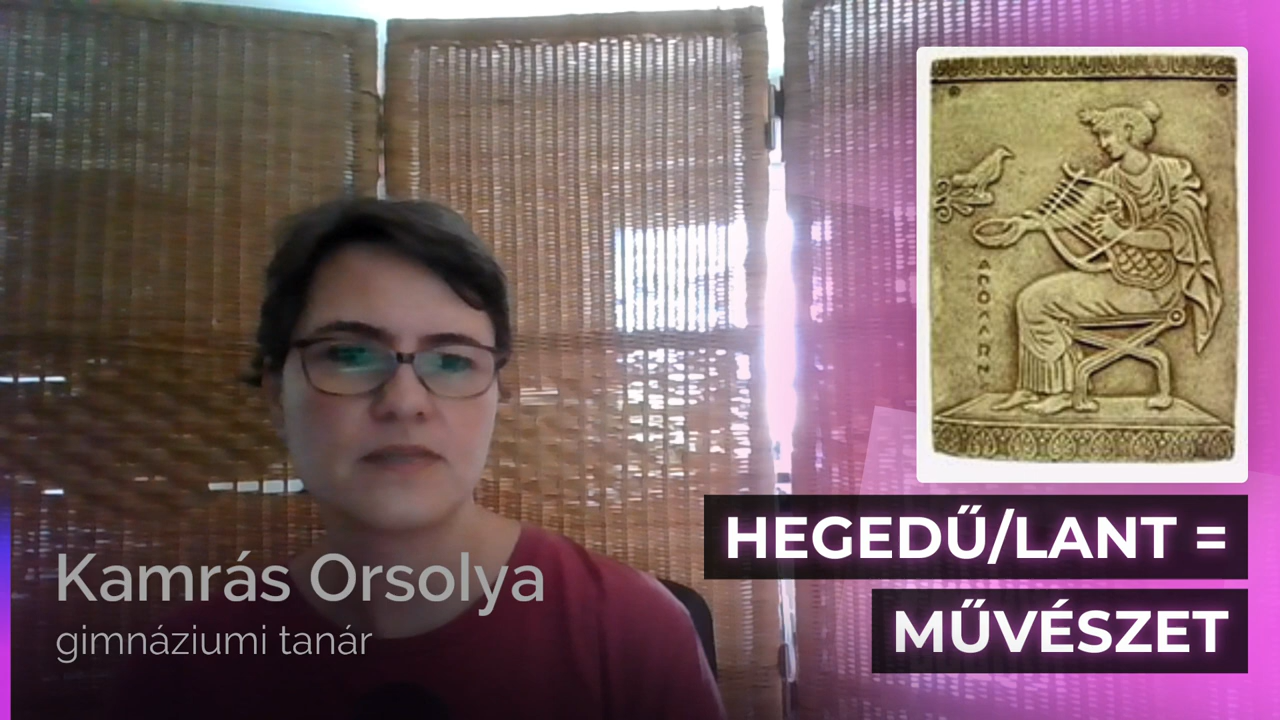 Kamrás Orsolya
gimnáziumi tanár
HEGEDŰ/LANT =
MŰVÉSZET